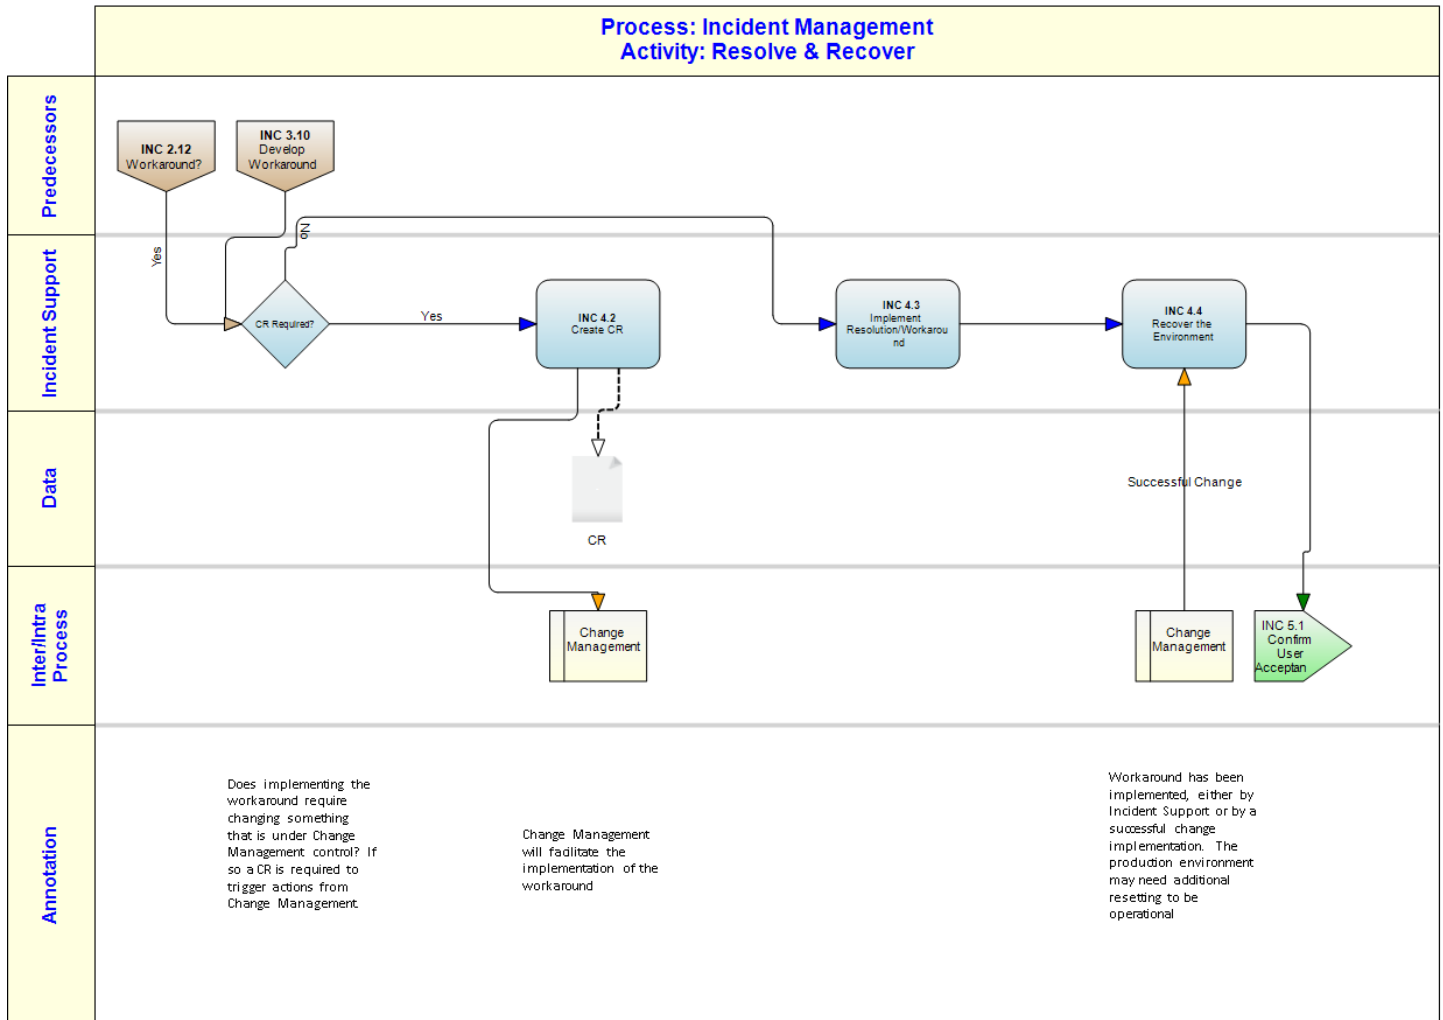 Process: Incident Management
Activity: Resolve & Recover
Predecessors
INC 2.12
Workaround?
INC 3.10
Develop
Workaround
Yes
No
Incident Support
CR Required?
Yes
INC 4.2
Create CR
INC 4.3
Implement
Resolution/Workarou
nd
INC 4.4
Recover the
Environment
Data
CR
Successful Change
Inter/Intra
Process
Change
Management
Change
Management
INC 5.1
Confirm
User
Acceptan
Annotation
Does implementing the
workaround require
changing something
that is under Change
Management control? If
so a CR is required to
trigger actions from
Change Management
Change Management
will facilitate the
implementation of the
workaround
Workaround has been
implemented, either by
Incident Support or by a
successful change
implementation. The
production environment
may need additional
resetting to be
operational